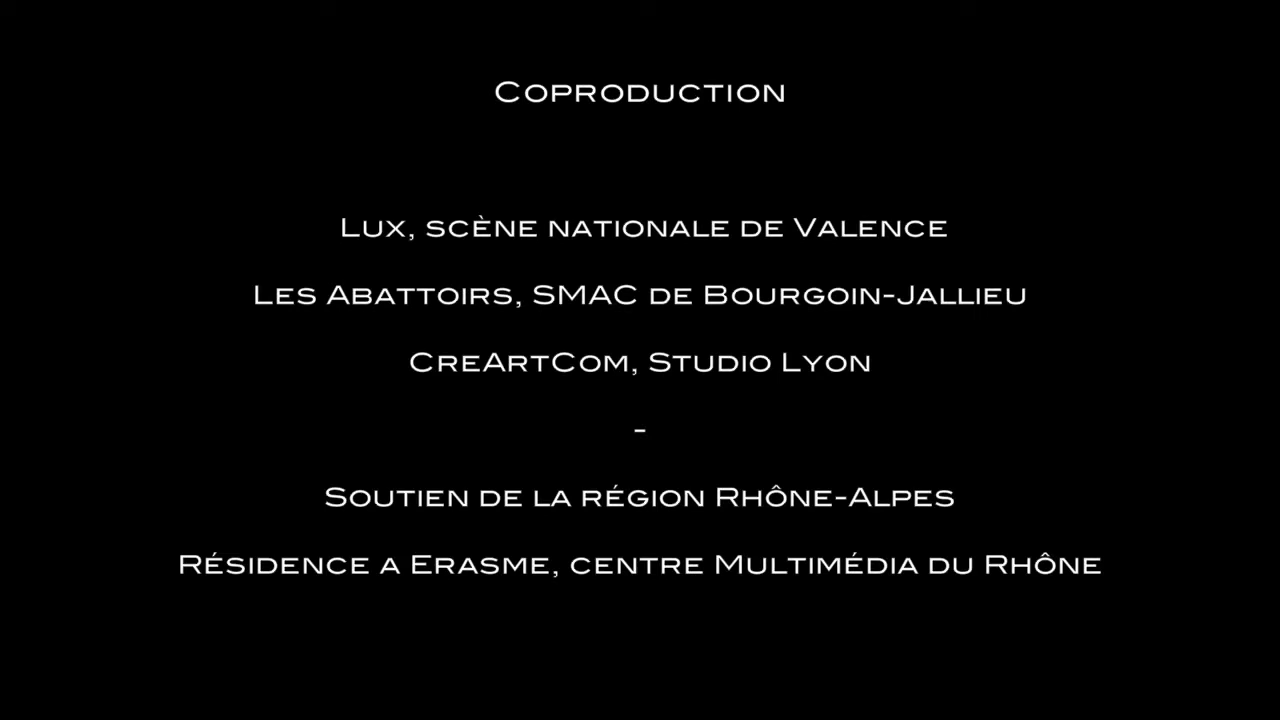 Coproduction
Lux, scène nationale de Valence
Les Abattoirs, SMAC de Bourgoin-Jallieu
CreArtCom, Studio Lyon
-
Soutien de la région Rhône-Alpes
Résidence a Erasme, centre Multimédia du Rhône